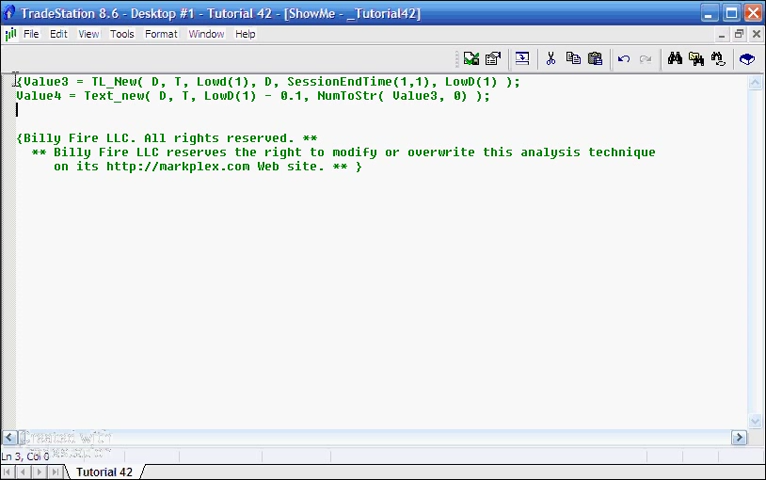 TradeStation 8.6 - Desktop #1 - Tutorial 42 - [ShowMe - _Tutorial42]
File Edit View Tools Format Window Help
{Value3 = TL_New( D, T, Lowd(1), D, SessionEndTime(1,1), LowD(1) );
Value4 = Text_new( D, T, LowD(1) - 0.1, NumToStr( Value3, 0) );
{Billy Fire LLC. All rights reserved. **
** Billy Fire LLC reserves the right to modify or overwrite this analysis technique
on its http://markplex.com Web site. ** }
Created with
Ln 3, Col 0
Tutorial 42